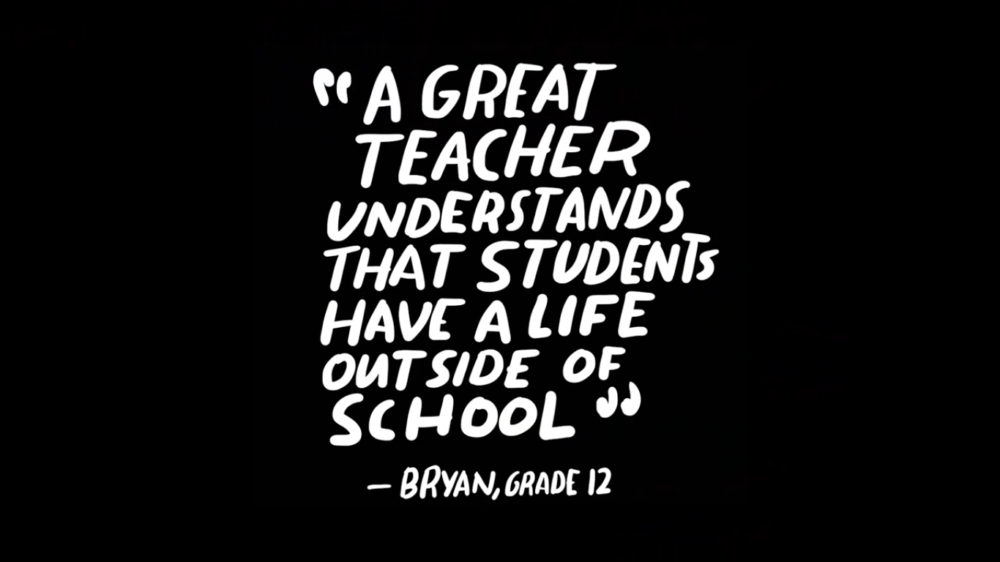 “A GREAT
TEACHER
UNDERSTANDS
THAT STUDENTS
HAVE A LIFE
OUTSIDE OF
SCHOOL”
– BRYAN, GRADE 12